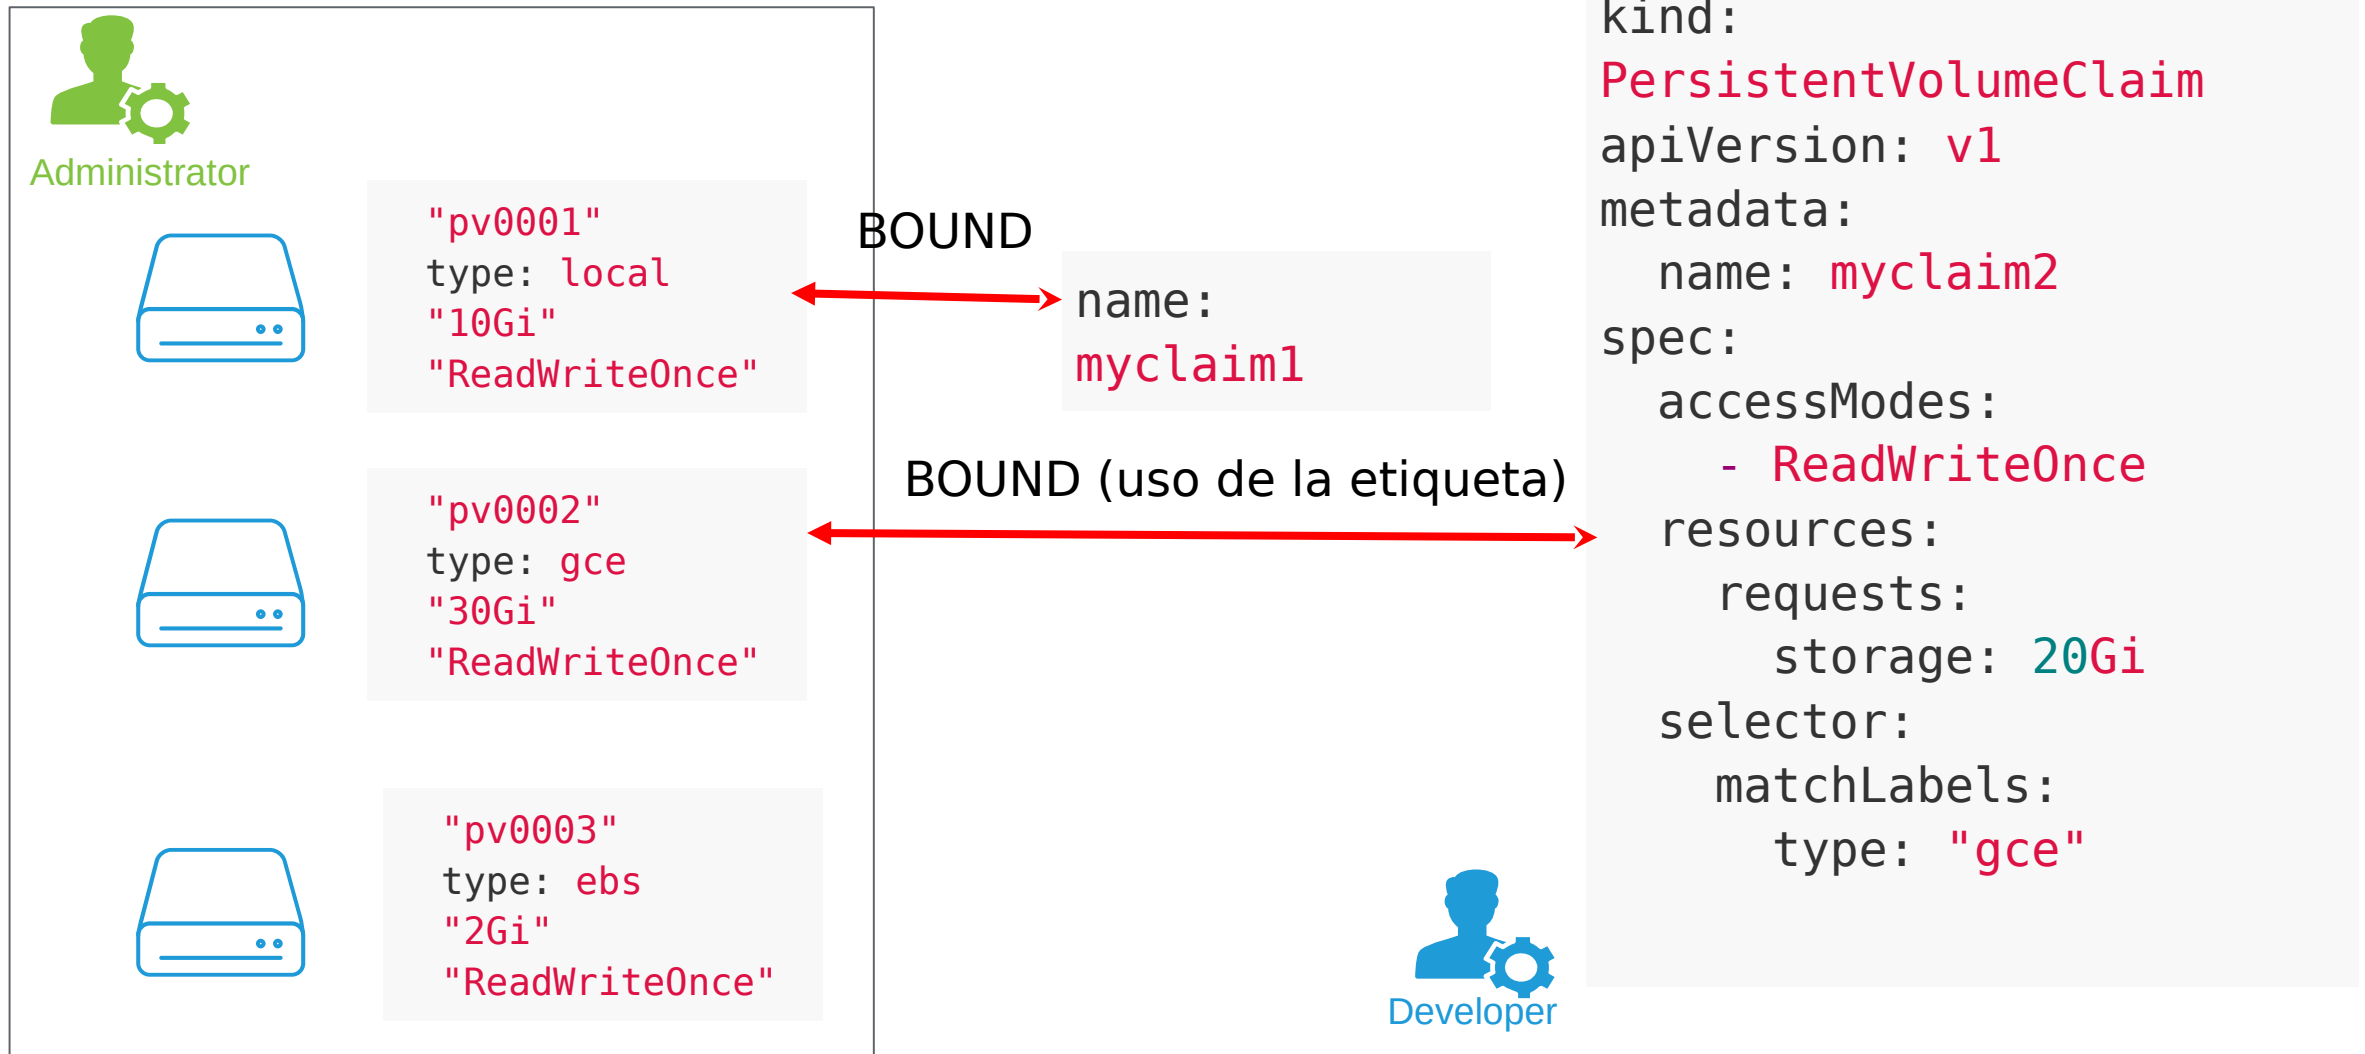 Administrator
"pv0001"
type: local
"10Gi"
"ReadWriteOnce"
"pv0002"
type: gce
"30Gi"
"ReadWriteOnce"
"pv0003"
type: ebs
"2Gi"
"ReadWriteOnce"
BOUND
name:
myclaim1
BOUND (uso de la etiqueta)
Developer
kind:
PersistentVolumeClaim
apiVersion: v1
metadata:
  name: myclaim2
spec:
  accessModes:
    - ReadWriteOnce
  resources:
    requests:
      storage: 20Gi
  selector:
    matchLabels:
      type: "gce"